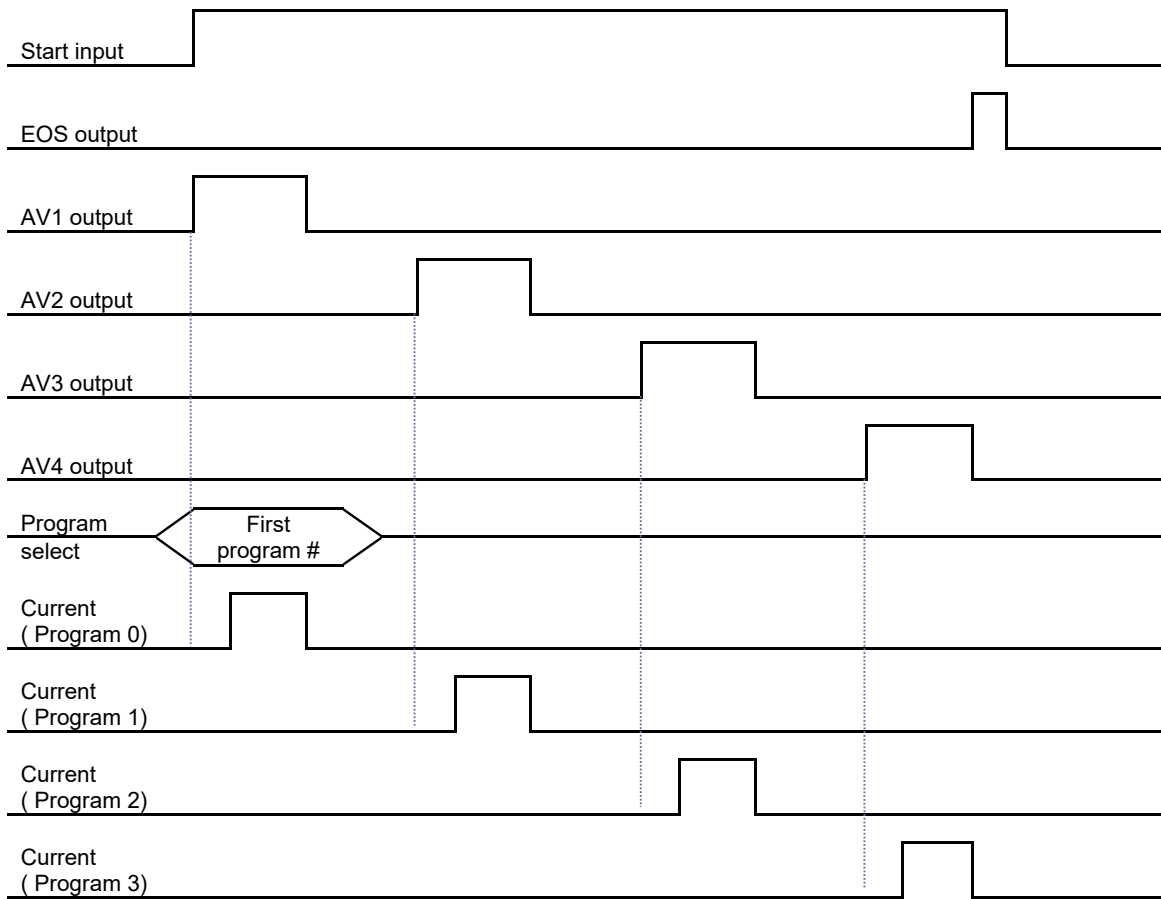 Start input
EOS output
AV1 output
AV2 output
AV3 output
AV4 output
Program
select
First
program #
Current
( Program 0)
Current
( Program 1)
Current
( Program 2)
Current
( Program 3)